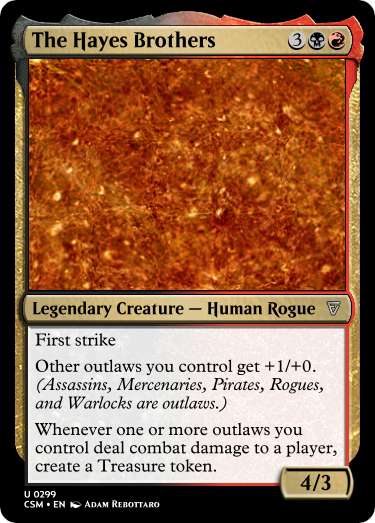 The Hayes Brothers 3
Legendary Creature — Human Rogue
First strike
Other outlaws you control get +1/+0.
(Assassins, Mercenaries, Pirates, Rogues,
and Warlocks are outlaws.)
Whenever one or more outlaws you
control deal combat damage to a player,
create a Treasure token.
4/3
U 0299
CSM • EN Adam Rebottaro